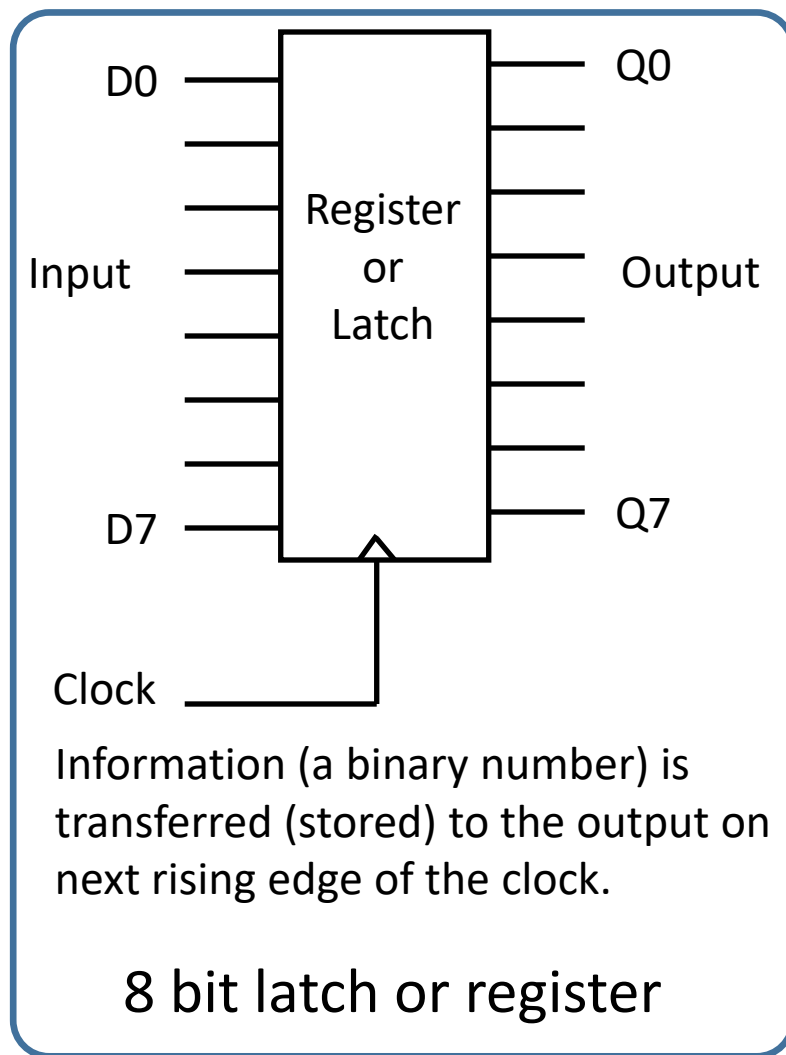 D0
Q0
Register
or
Latch
Input
Output
D7
Q7
Clock
Information (a binary number) is
transferred (stored) to the output on
next rising edge of the clock.
8 bit latch or register